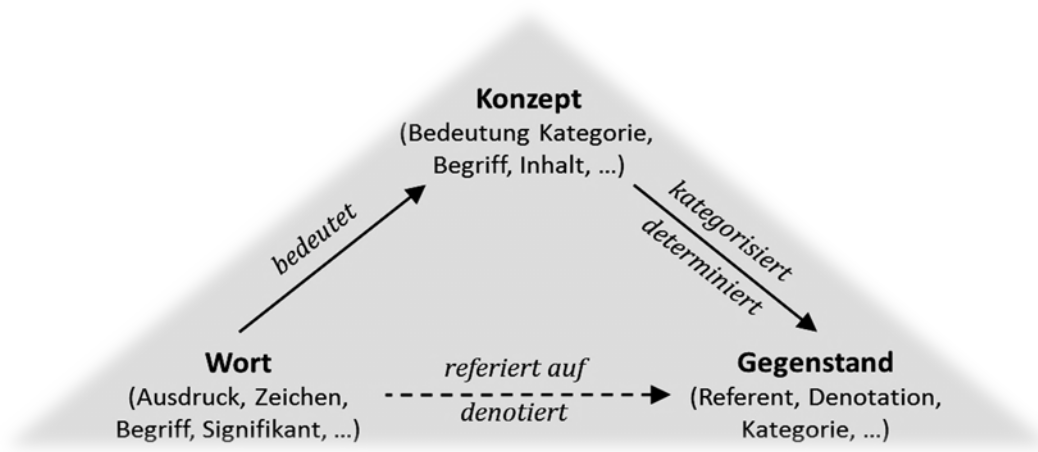 Konzept
(Bedeutung Kategorie,
Begriff, Inhalt, ...)
bedeutet
kategorisiert
determiniert
Wort
(Ausdruck, Zeichen,
Begriff, Signifikant, ...)
referiert auf
denotiert
Gegenstand
(Referent, Denotation,
Kategorie, ...)